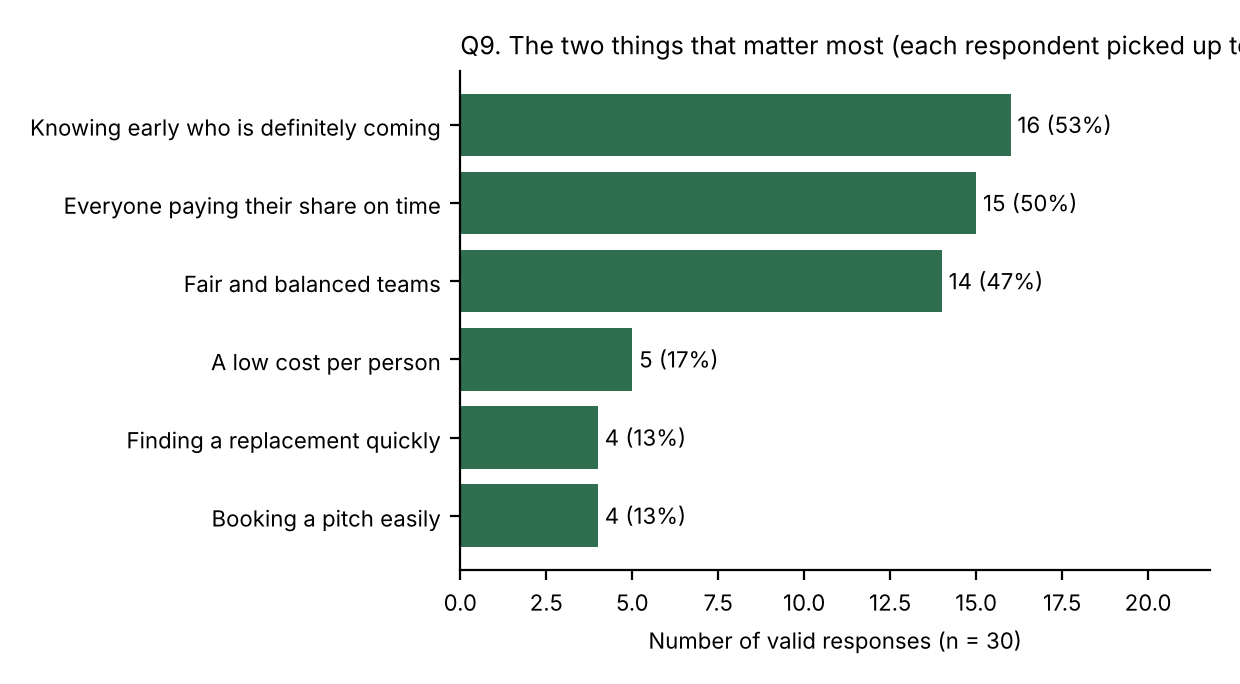 Q9. The two things that matter most (each respondent picked up
Knowing early who is definitely coming
16 (53%)
Everyone paying their share on time
15 (50%)
Fair and balanced teams
14 (47%)
A low cost per person
5 (17%)
Finding a replacement quickly
4 (13%)
Booking a pitch easily
4 (13%)
0.0 2.5 5.0 7.5 10.0 12.5 15.0 17.5 20.0
Number of valid responses (n = 30)